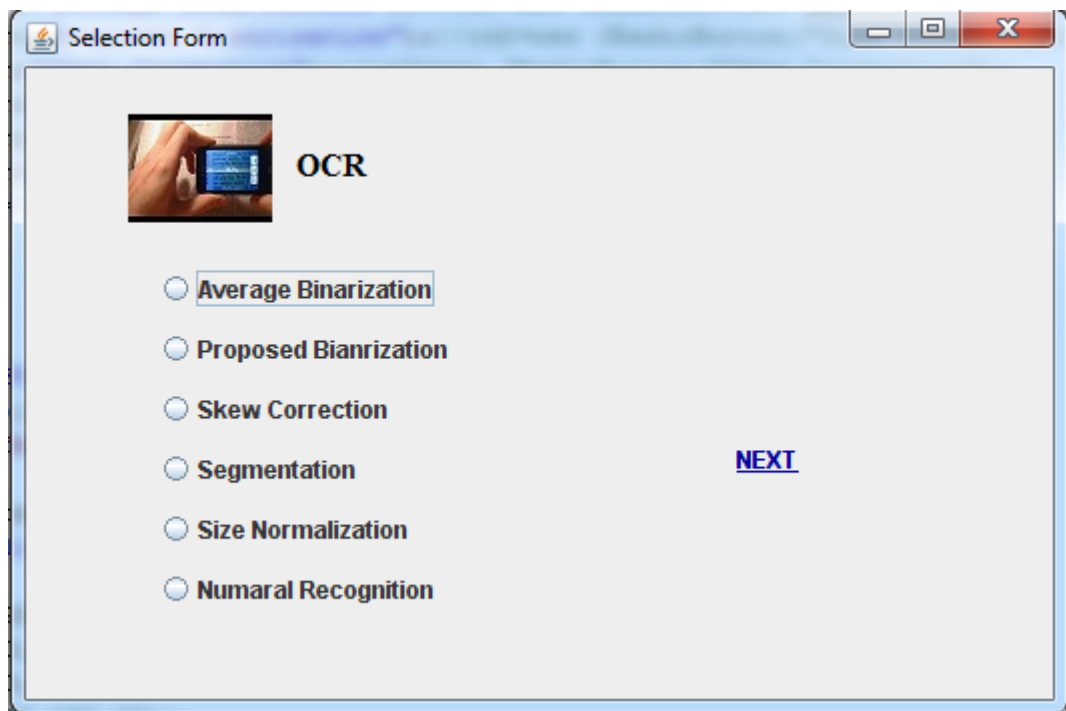 Selection Form
OCR
Average Binarization
Proposed Bianrization
Skew Correction
Segmentation
NEXT
Size Normalization
Numaral Recognition